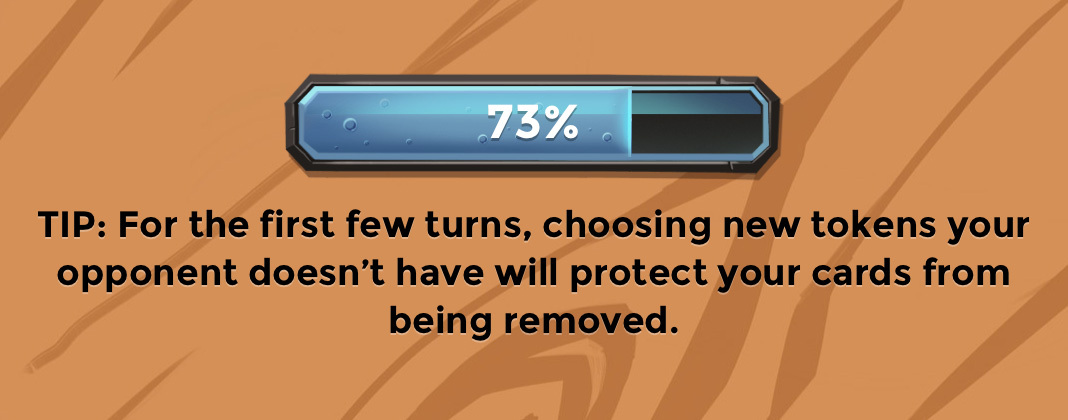 73%
TIP: For the first few turns, choosing new tokens your
opponent doesn’t have will protect your cards from
being removed.